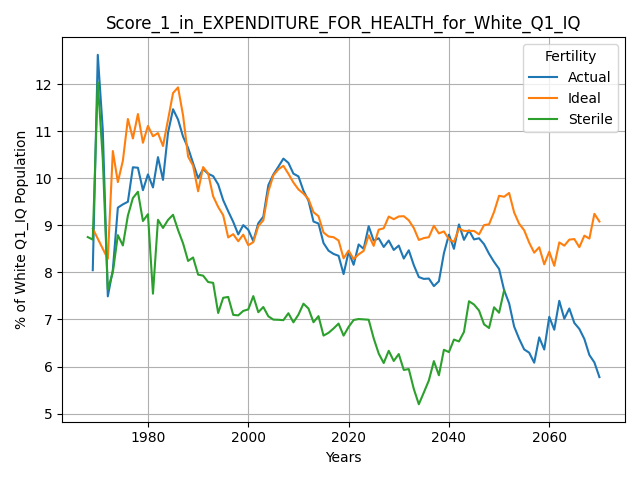 Score_1_in_EXPENDITURE_FOR_HEALTH_for_White_Q1_IQ
Fertility
Actual
Ideal
Sterile
% of White Q1_IQ Population
12
11
10
9
8
7
6
5
1980 2000 2020 2040 2060
Years